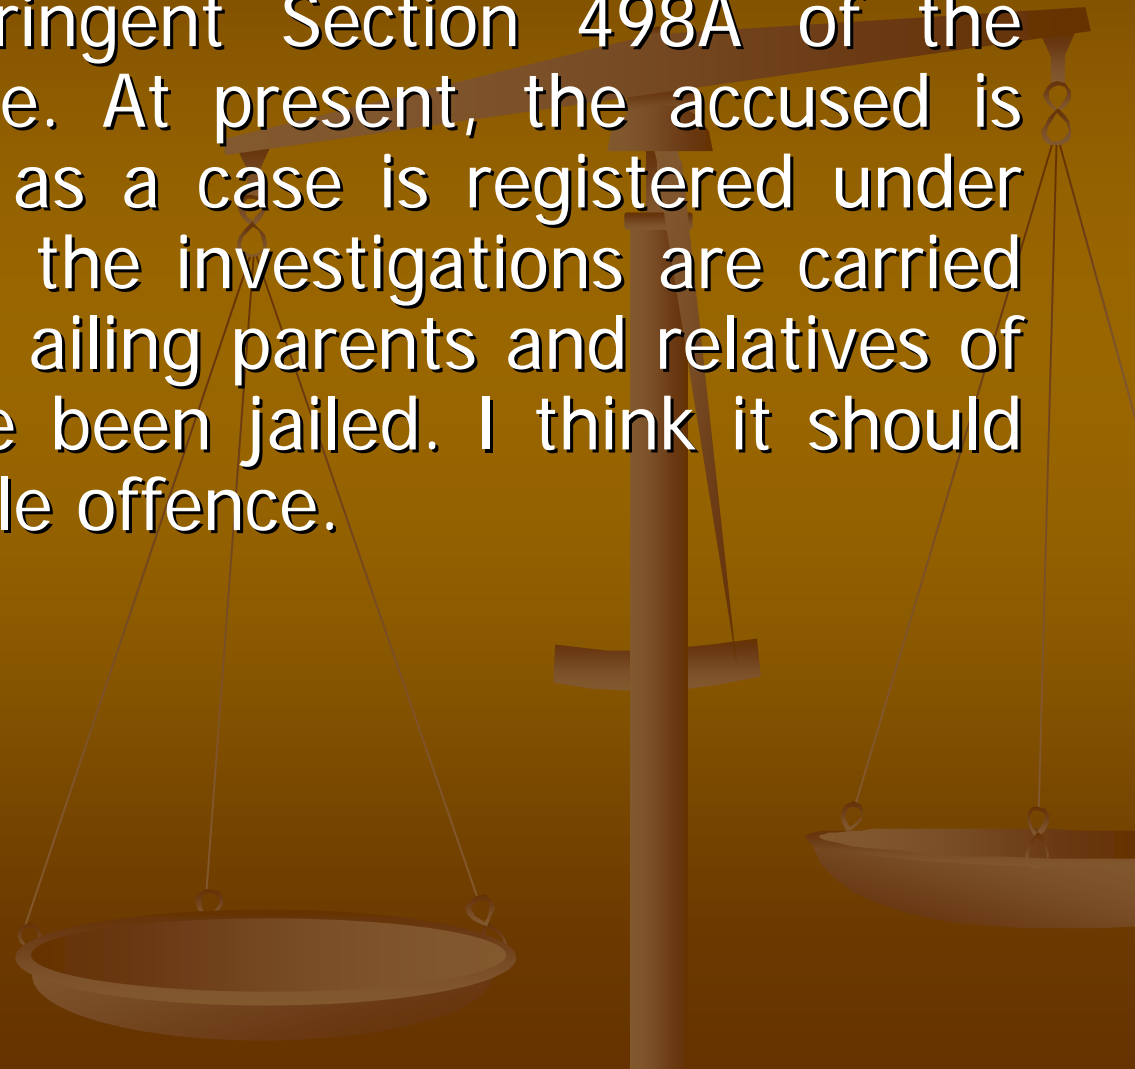 ringent Section 498A of the
e. At present, the accused is
as a case is registered under
the investigations are carried
ailing parents and relatives of
e been jailed. I think it should
le offence.